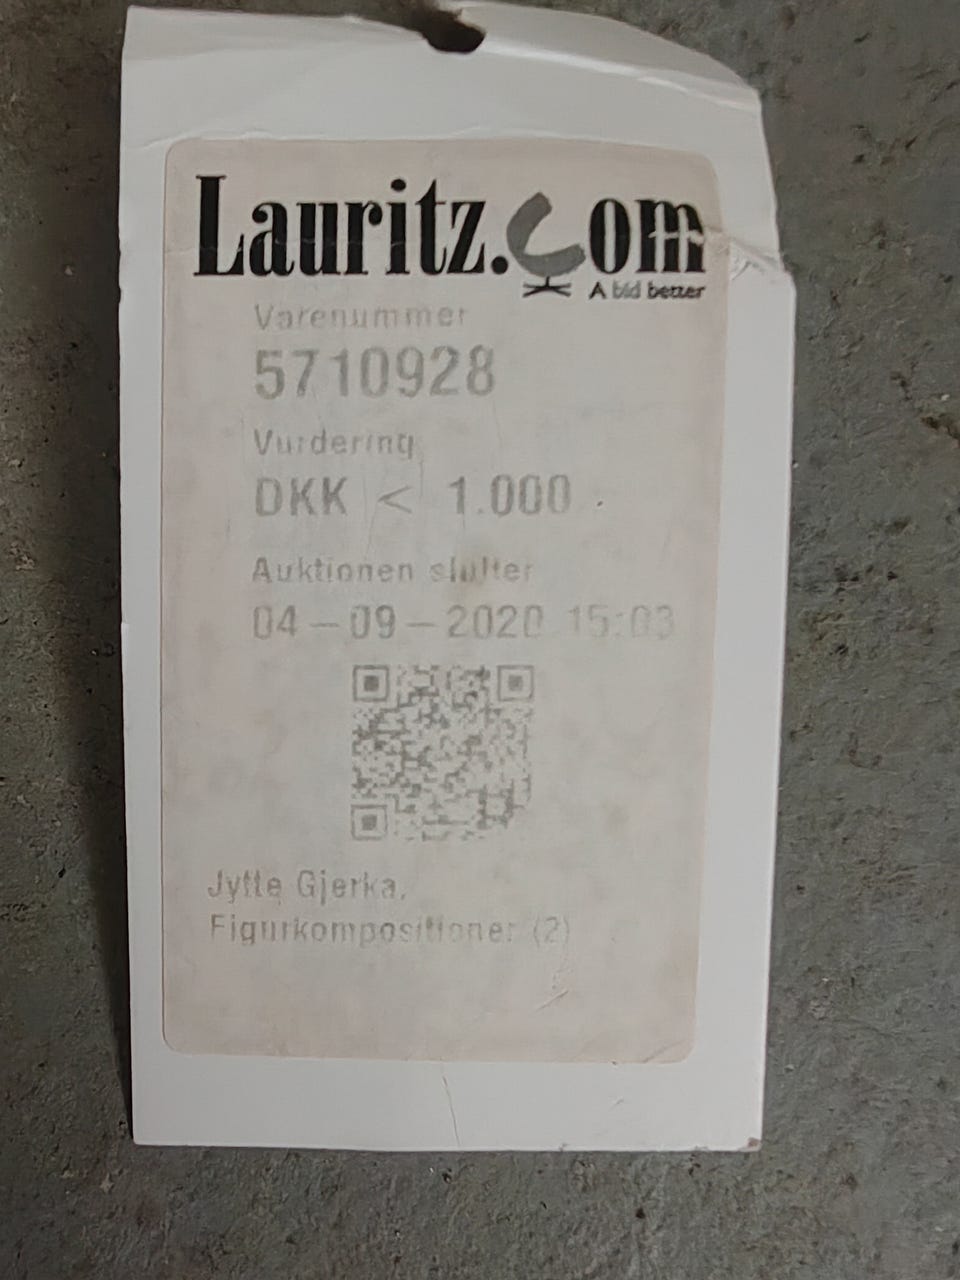 Lauritz.com
A bid better
Varenummer
5710928
Vurdering
DKK < 1.000
Auktionen slutter
04-09-2020 15:03
Jytte Gjerka,
Figurkompositioner (2)